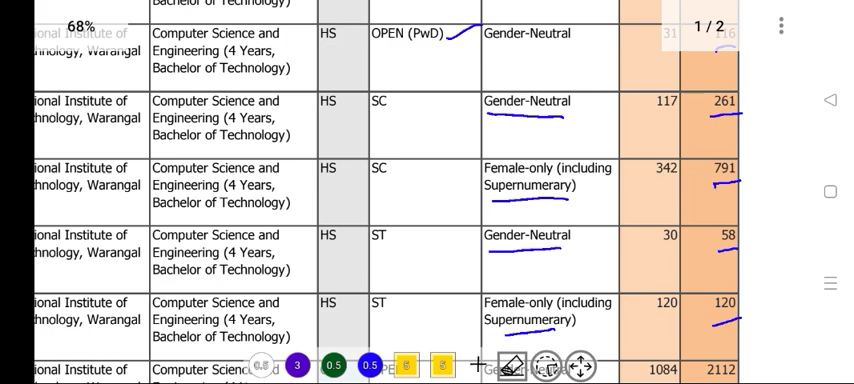 Bachelor of Technology)
68%
1 / 2
ional Institute of
hnology, Warangal
Computer Science and
Engineering (4 Years,
Bachelor of Technology)
HS
OPEN (PwD)
Gender-Neutral
31
116
ional Institute of
hnology, Warangal
Computer Science and
Engineering (4 Years,
Bachelor of Technology)
HS
SC
Gender-Neutral
117
261
ional Institute of
hnology, Warangal
Computer Science and
Engineering (4 Years,
Bachelor of Technology)
HS
SC
Female-only (including
Supernumerary)
342
791
ional Institute of
hnology, Warangal
Computer Science and
Engineering (4 Years,
Bachelor of Technology)
HS
ST
Gender-Neutral
30
58
ional Institute of
hnology, Warangal
Computer Science and
Engineering (4 Years,
Bachelor of Technology)
HS
ST
Female-only (including
Supernumerary)
120
120
ional Institute of
Computer
1084
2112
0.5
3
0.5
0.5